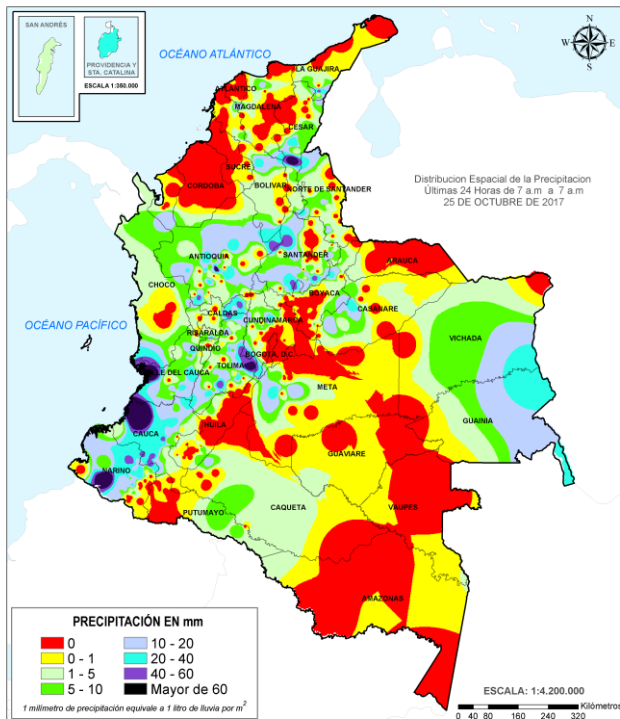 SAN ANDRÉS
PROVIDENCIA Y
STA. CATALINA
ESCALA 1:350.000
OCÉANO ATLÁNTICO
N
W
E
S
LA GUAJIRA
ATLÁNTICO
MAGDALENA
CESAR
SUCRE
CORDOBA
BOLIVAR
NORTE DE SANTANDER
Distribucion Espacial de la Precipitacion
Últimas 24 Horas de 7 a.m a 7 a.m
25 DE OCTUBRE DE 2017
ANTIOQUIA
SANTANDER
ARAUCA
CHOCO
BOYACA
CASANARE
OCÉANO PACÍFICO
CALDAS
CUNDINAMARCA
RISARALDA
VICHADA
QUINDIO
BOGOTA, D.C.
TOLIMA
LE DEL CAUCA
META
GUAINIA
HUILA
CAUCA
GUAVIARE
NARIÑO
CAQUETA
VAUPES
PUTUMAYO
AMAZONAS
PRECIPITACIÓN EN mm
0
10 - 20
0 - 1
20 - 40
1 - 5
40 - 60
5 - 10
Mayor de 60
1 milimetro de precipitación equivale a 1 litro de lluvia por m2
ESCALA: 1:4.200.000
Kilómetros
0 40 80 160 240 320